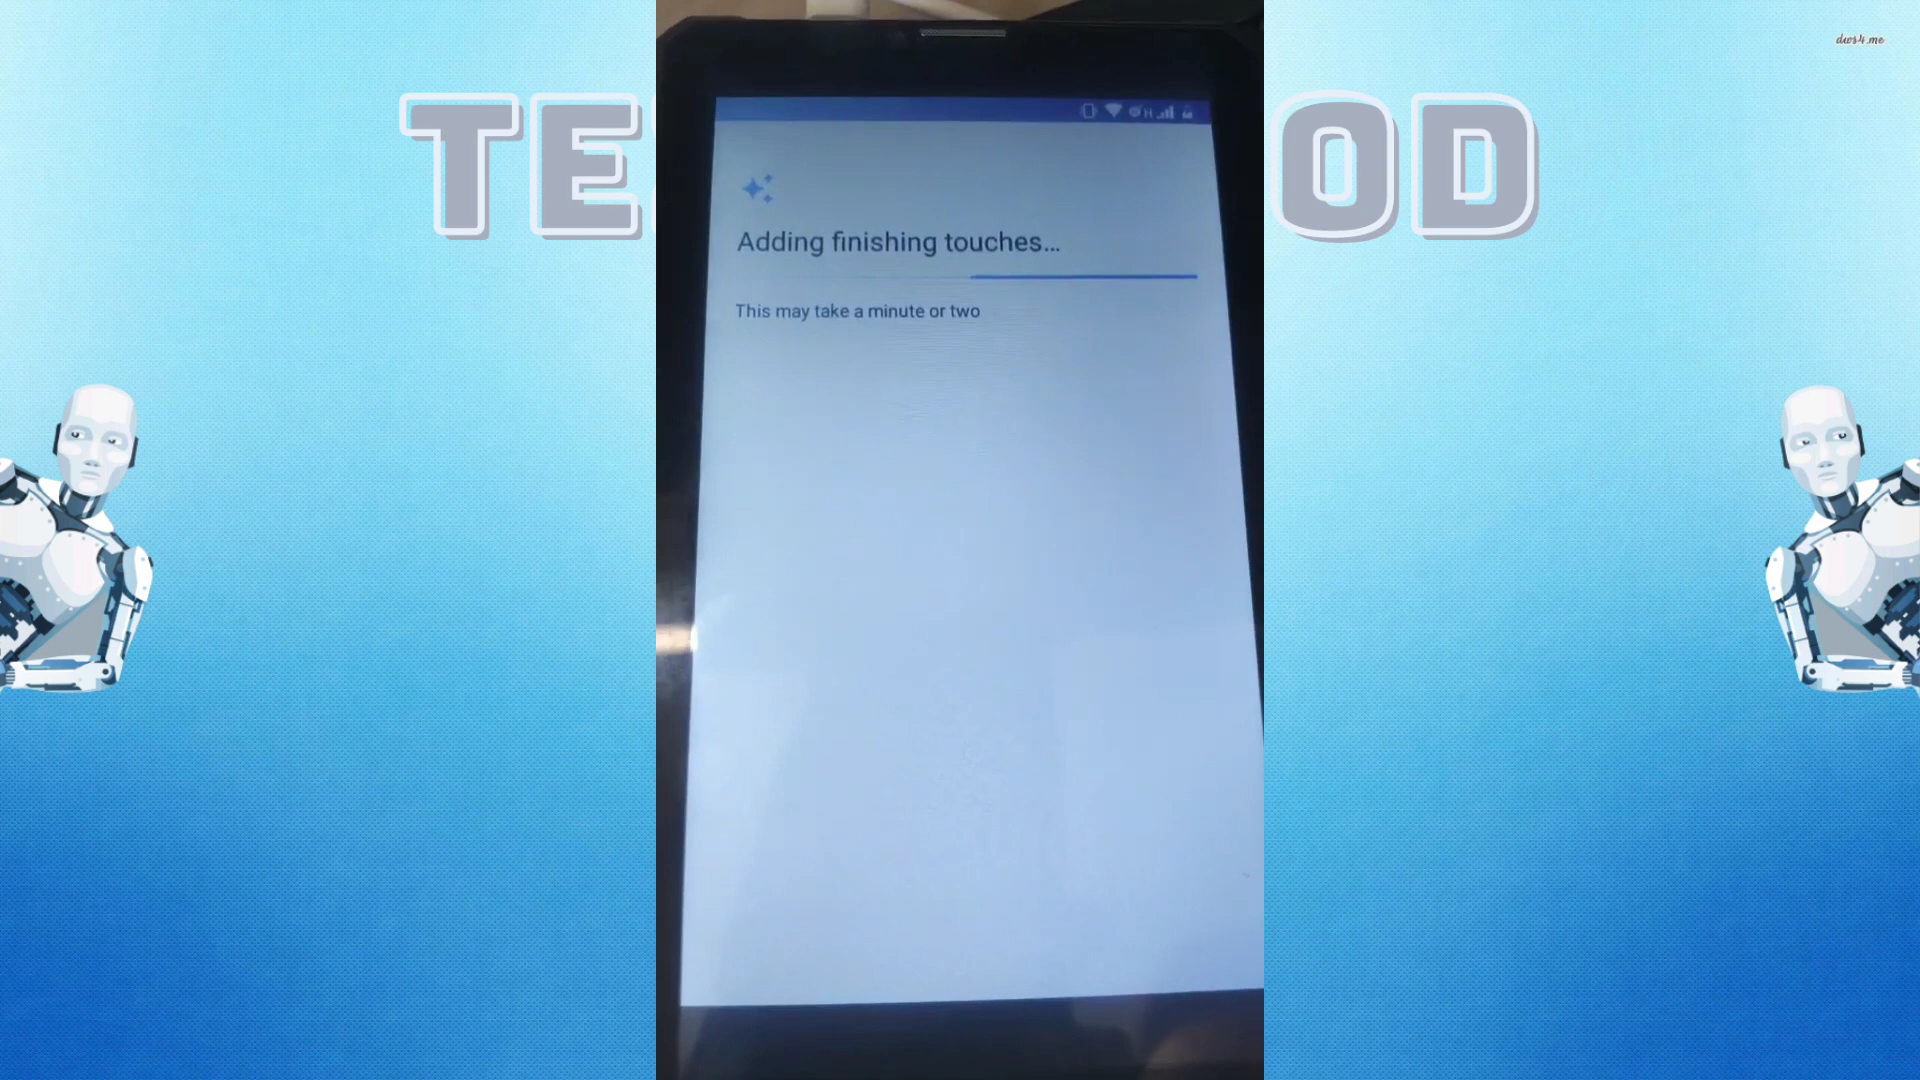 dws4.me
TE
OD
H
Adding finishing touches...
This may take a minute or two